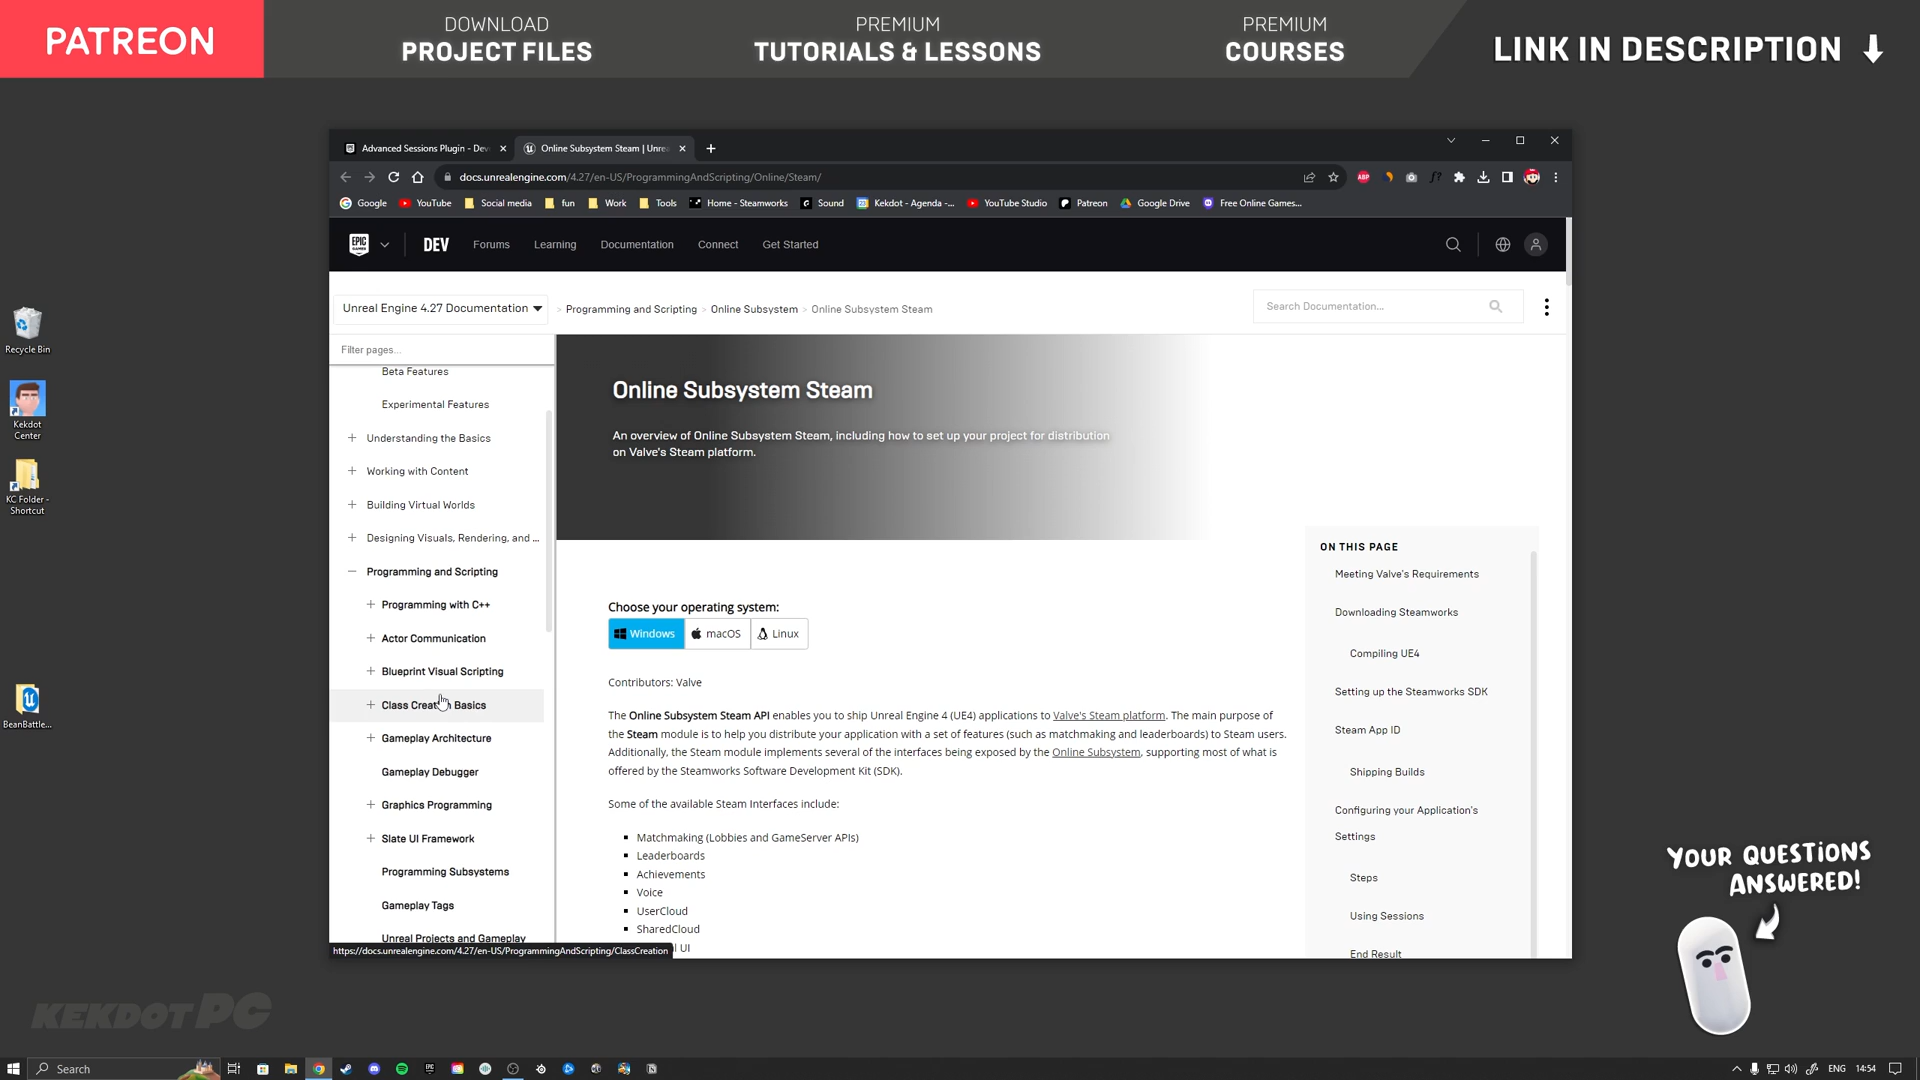 PATREON
DOWNLOAD
PROJECT FILES
PREMIUM
TUTORIALS & LESSONS
PREMIUM
COURSES
LINK IN DESCRIPTION
Advanced Sessions Plugin - Dev
Online Subsystem Steam | Unre
docs.unrealengine.com/4.27/en-US/ProgrammingAndScripting/Online/Steam/
Google
YouTube
Social media
fun
Work
Tools
Home - Steamworks
Sound
Kekdot - Agenda -...
YouTube Studio
Patreon
Google Drive
Free Online Games...
EPIC GAMES
DEV
Forums
Learning
Documentation
Connect
Get Started
Unreal Engine 4.27 Documentation
> Programming and Scripting > Online Subsystem > Online Subsystem Steam
Search Documentation...
Filter pages...
Beta Features
Experimental Features
Understanding the Basics
Working with Content
Building Virtual Worlds
Designing Visuals, Rendering, and ...
Programming and Scripting
Programming with C++
Actor Communication
Blueprint Visual Scripting
Class Creation Basics
Gameplay Architecture
Gameplay Debugger
Graphics Programming
Slate UI Framework
Programming Subsystems
Gameplay Tags
Unreal Projects and Gameplay
https://docs.unrealengine.com/4.27/en-US/ProgrammingAndScripting/ClassCreation
Online Subsystem Steam
An overview of Online Subsystem Steam, including how to set up your project for distribution
on Valve's Steam platform.
Choose your operating system:
Windows
macOS
Linux
Contributors: Valve
The Online Subsystem Steam API enables you to ship Unreal Engine 4 (UE4) applications to Valve's Steam platform. The main purpose of
the Steam module is to help you distribute your application with a set of features (such as matchmaking and leaderboards) to Steam users.
Additionally, the Steam module implements several of the interfaces being exposed by the Online Subsystem, supporting most of what is
offered by the Steamworks Software Development Kit (SDK).
Some of the available Steam Interfaces include:
Matchmaking (Lobbies and GameServer APIs)
Leaderboards
Achievements
Voice
UserCloud
SharedCloud
UI
ON THIS PAGE
Meeting Valve's Requirements
Downloading Steamworks
Compiling UE4
Setting up the Steamworks SDK
Steam App ID
Shipping Builds
Configuring your Application's
Settings
Steps
Using Sessions
End Result
Recycle Bin
Kekdot
Center
KC Folder -
Shortcut
BeanBattle...
YOUR QUESTIONS
ANSWERED!
KEKDOT PC
Search
ENG
14:54